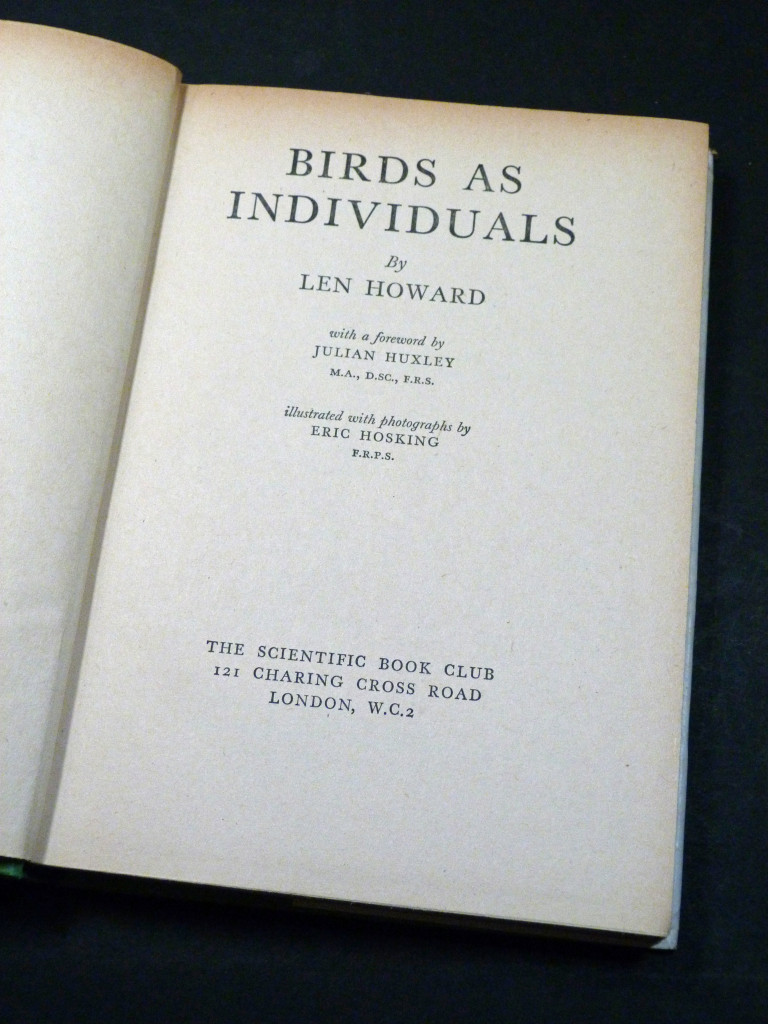 BIRDS AS
INDIVIDUALS
By
LEN HOWARD
with a foreword by
JULIAN HUXLEY
M.A., D.SC., F.R.S.
illustrated with photographs by
ERIC HOSKING
F.R.P.S.
THE SCIENTIFIC BOOK CLUB
121 CHARING CROSS ROAD
LONDON, W.C.2